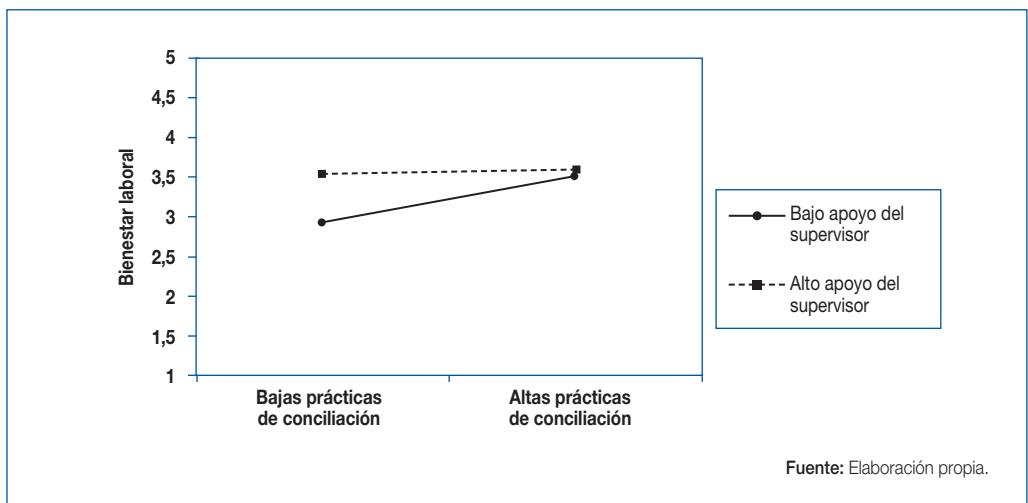 5
4,5
4
3,5
3
2,5
2
1,5
1
Bienestar laboral
Bajas prácticas
de conciliación
Altas prácticas
de conciliación
Bajo apoyo del
supervisor
Alto apoyo del
supervisor
Fuente: Elaboración propia.